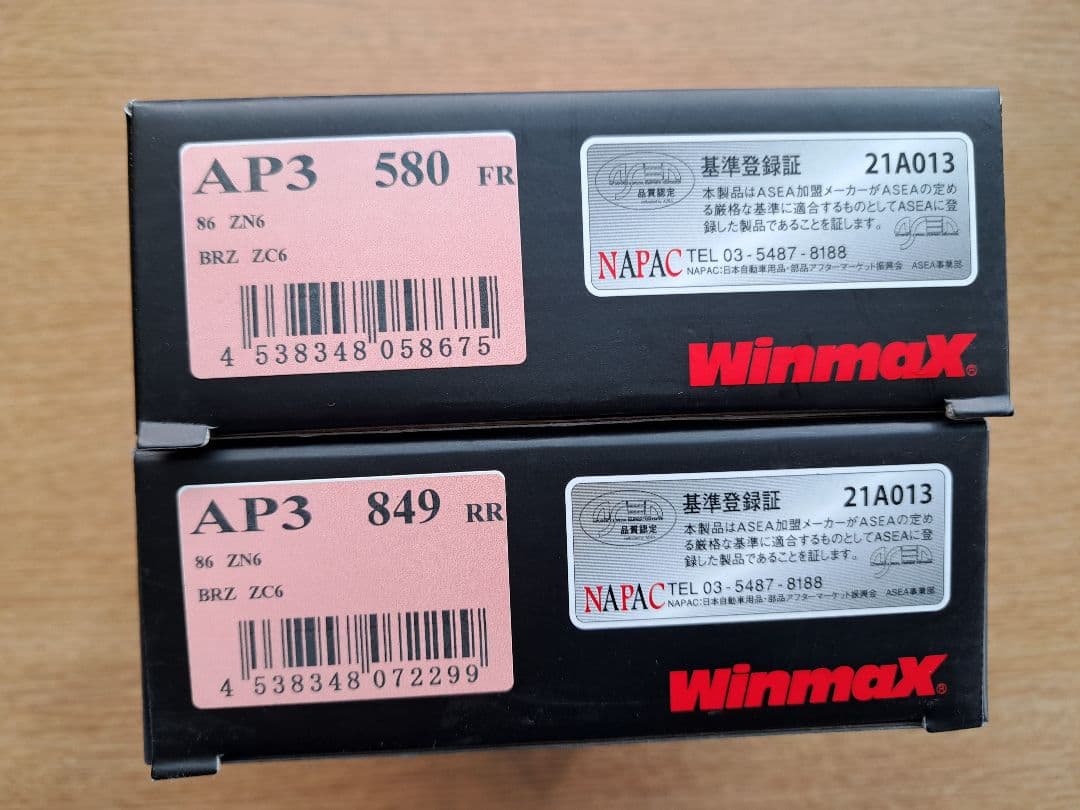 AP3 580 FR
86 ZN6
BRZ ZC6
4 538348 058675
品質認定
基準登録証 21A013
本製品はASEA加盟メーカーがASEAの定め
る厳格な基準に適合するものとしてASEAに登
録した製品であることを証します。
NAPAC TEL 03-5487-8188
NAPAC:日本自動車用品・部品アフターマーケット振興会 ASEA事業部
Winmax®
AP3 849 RR
86 ZN6
BRZ ZC6
4 538348 072299
品質認定
基準登録証 21A013
本製品はASEA加盟メーカーがASEAの定め
る厳格な基準に適合するものとしてASEAに登
録した製品であることを証します。
NAPAC TEL 03-5487-8188
NAPAC:日本自動車用品・部品アフターマーケット振興会 ASEA事業部
Winmax®